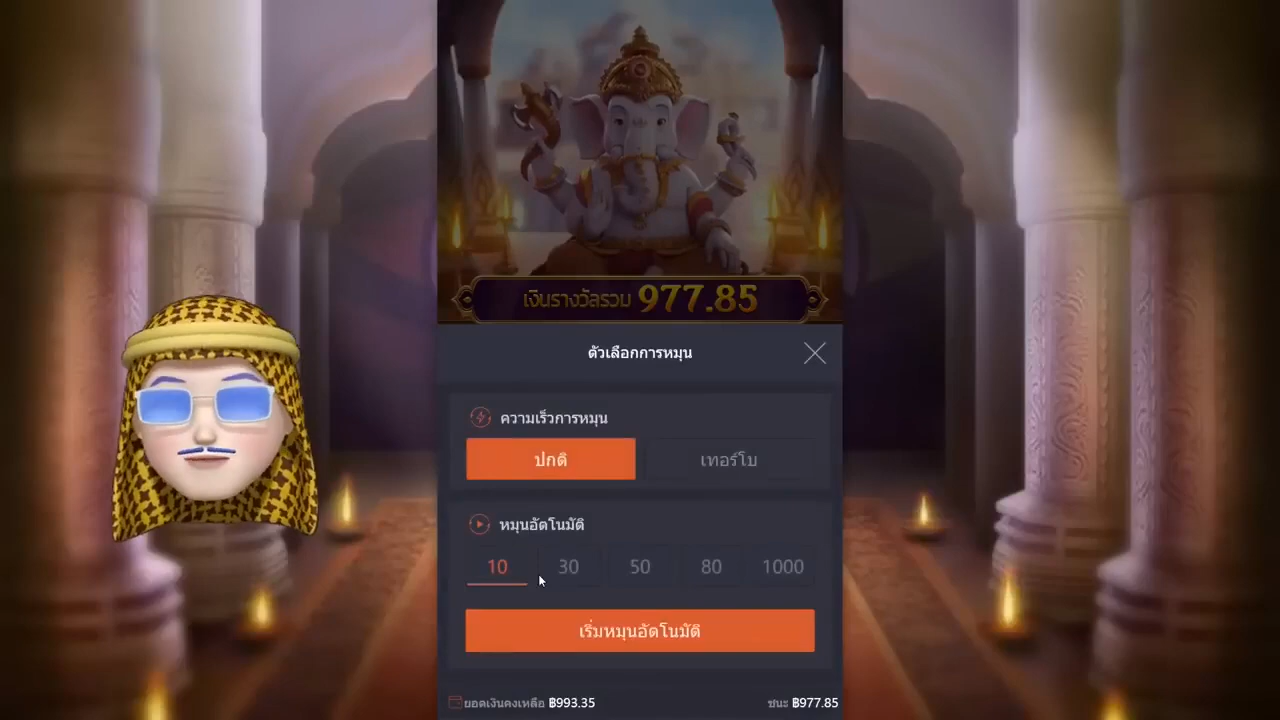 เงินรางวัลรวม 977.85
ตัวเลือกการหมุน
ความเร็วการหมุน
ปกติ เทอร์โบ
หมุนอัตโนมัติ
10 30 50 80 1000
เริ่มหมุนอัตโนมัติ
ยอดเงินคงเหลือ ฿993.35 ชนะ ฿977.85